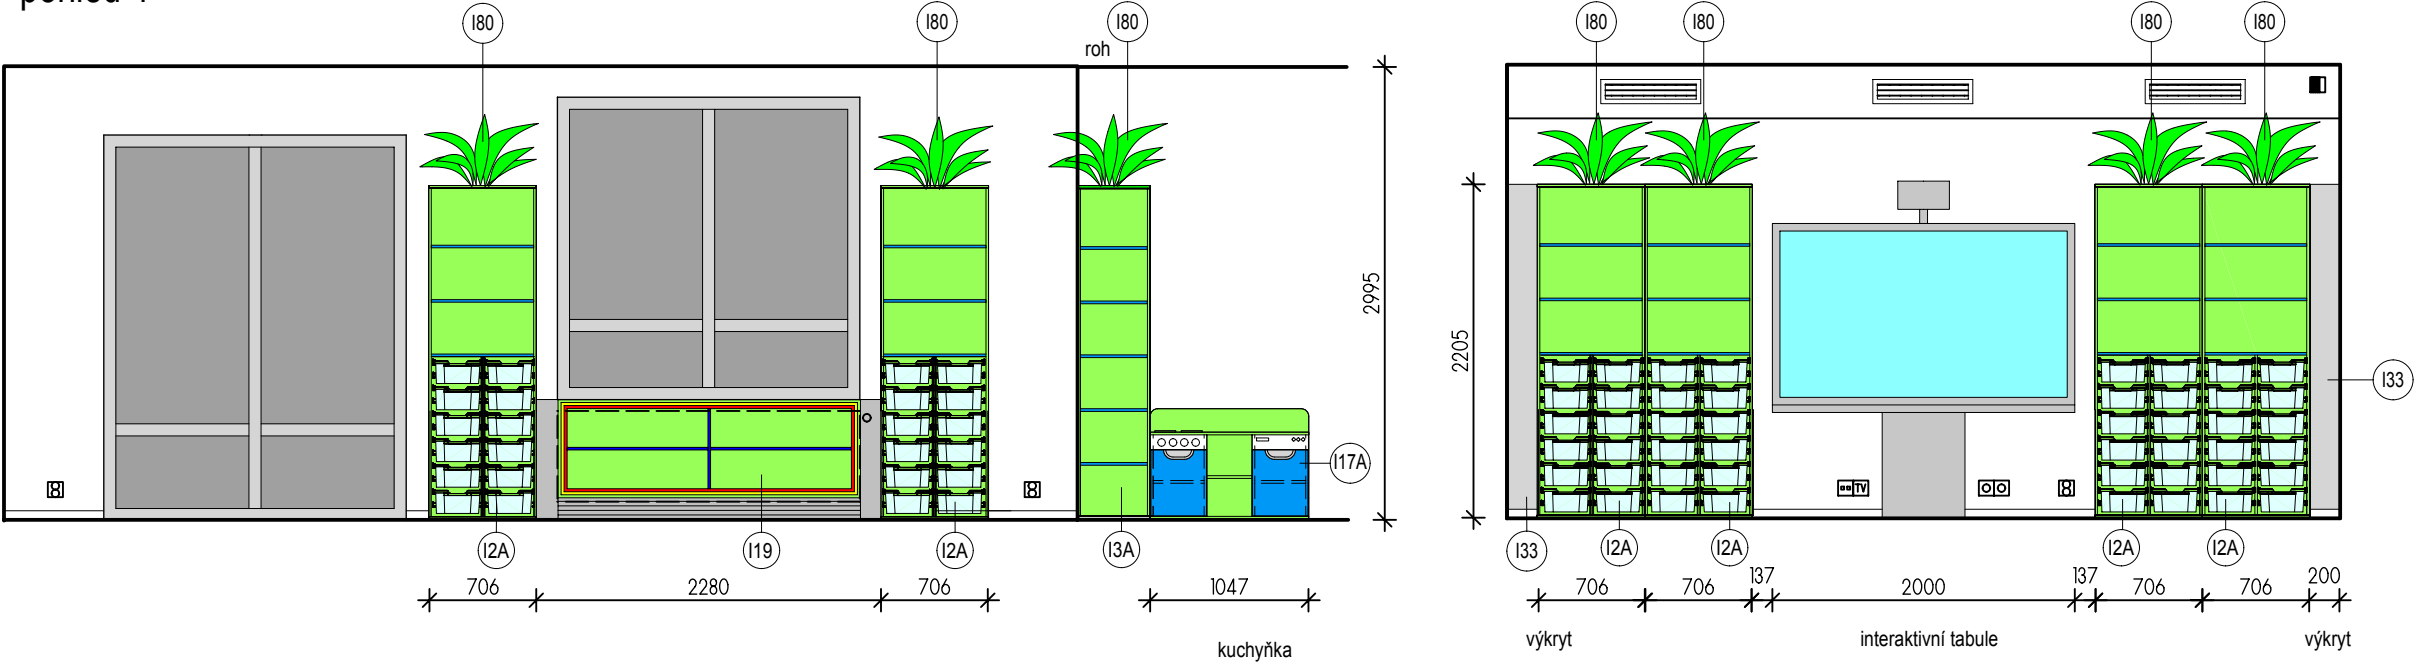 I80
I80
I80
I80
I80
I80
I80
roh
2995
2205
I33
I17A
TV
I2A
I19
I2A
I3A
I33
I2A
I2A
I2A
I2A
706
2280
706
1047
706
706
137
2000
137
706
706
200
kuchyňka
výkryt
interaktivní tabule
výkryt